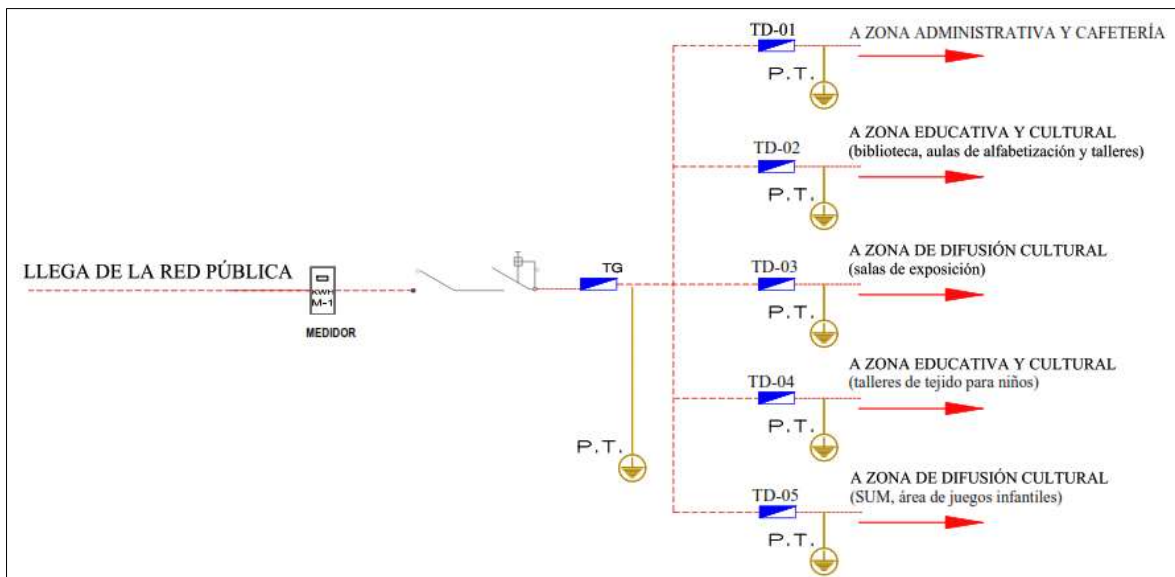 TD-01
A ZONA ADMINISTRATIVA Y CAFETERÍA
P.T.
TD-02
A ZONA EDUCATIVA Y CULTURAL
(biblioteca, aulas de alfabetización y talleres)
P.T.
LLEGA DE LA RED PÚBLICA
KWH
M-1
MEDIDOR
TG
P.T.
TD-03
A ZONA DE DIFUSIÓN CULTURAL
(salas de exposición)
P.T.
TD-04
A ZONA EDUCATIVA Y CULTURAL
(talleres de tejido para niños)
P.T.
TD-05
A ZONA DE DIFUSIÓN CULTURAL
(SUM, área de juegos infantiles)
P.T.